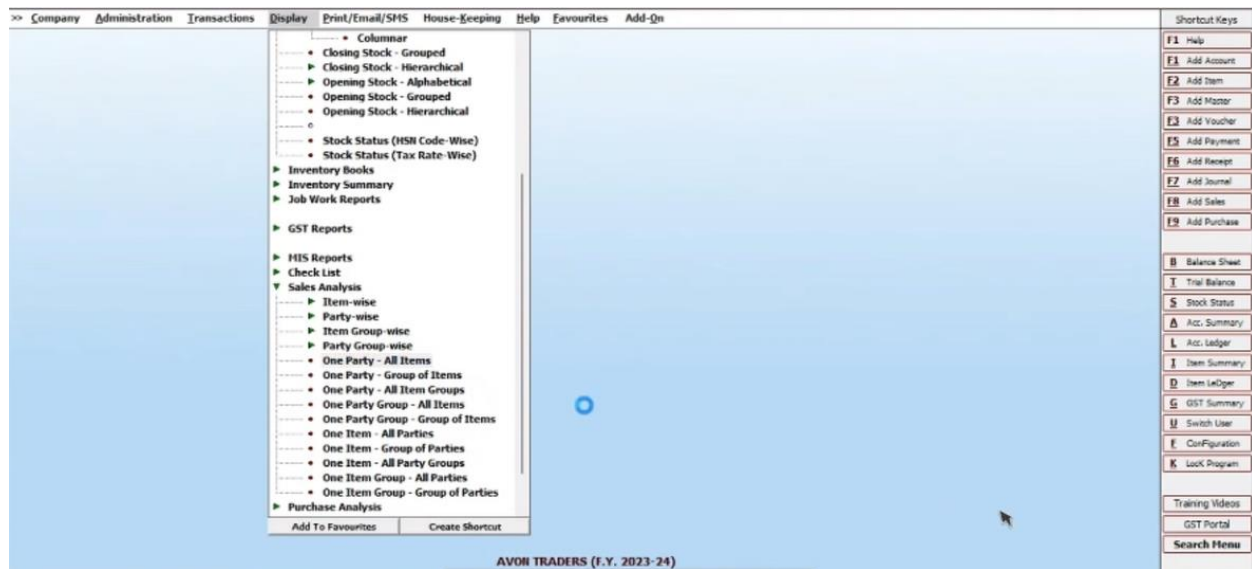 >> Company Administration Transactions Display Print/Email/SMS House-Keeping Help Favourites Add-On
Columnar
Closing Stock - Grouped
Closing Stock - Hierarchical
Opening Stock - Alphabetical
Opening Stock - Grouped
Opening Stock - Hierarchical
Stock Status (HSN Code-Wise)
Stock Status (Tax Rate-Wise)
Inventory Books
Inventory Summary
Job Work Reports
GST Reports
MIS Reports
Check List
Sales Analysis
Item-wise
Party-wise
Item Group-wise
Party Group-wise
One Party - All Items
One Party - Group of Items
One Party - All Item Groups
One Party Group - All Items
One Party Group - Group of Items
One Item - All Parties
One Item - Group of Parties
One Item - All Party Groups
One Item Group - All Parties
One Item Group - Group of Parties
Purchase Analysis
Add To Favourites Create Shortcut
AVON TRADERS (F.Y. 2023-24)
Shortcut Keys
F1 Help
F1 Add Account
F2 Add Item
F3 Add Master
F3 Add Voucher
F5 Add Payment
F6 Add Receipt
F7 Add Journal
F8 Add Sales
F9 Add Purchase
B Balance Sheet
T Trial Balance
S Stock Status
A Acc. Summary
L Acc. Ledger
I Item Summary
D Item LeDger
G GST Summary
U Switch User
F ConFiguration
K LocK Program
Training Videos
GST Portal
Search Menu